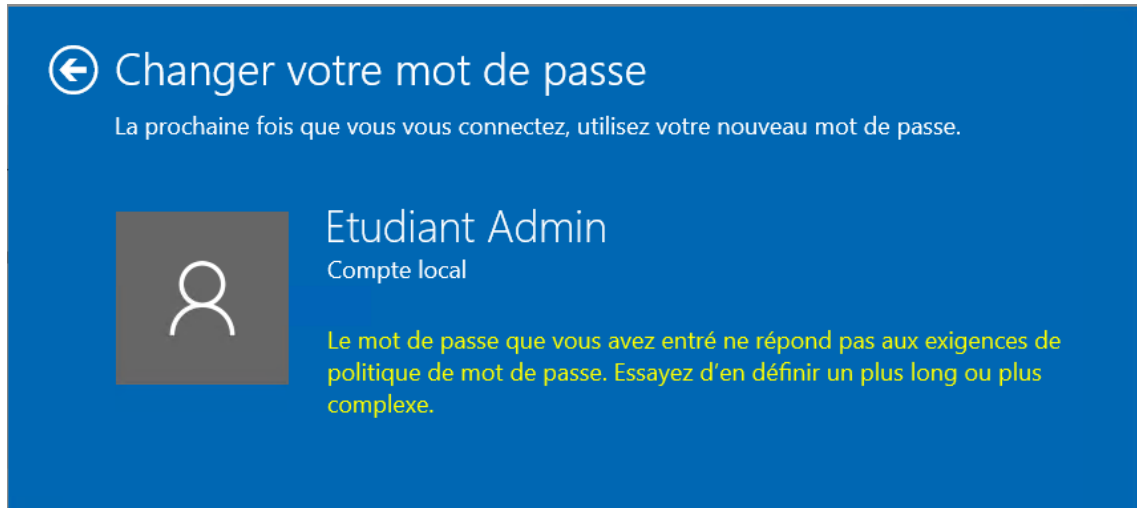 Changer votre mot de passe
La prochaine fois que vous vous connectez, utilisez votre nouveau mot de passe.
Etudiant Admin
Compte local
Le mot de passe que vous avez entré ne répond pas aux exigences de
politique de mot de passe. Essayez d'en définir un plus long ou plus
complexe.